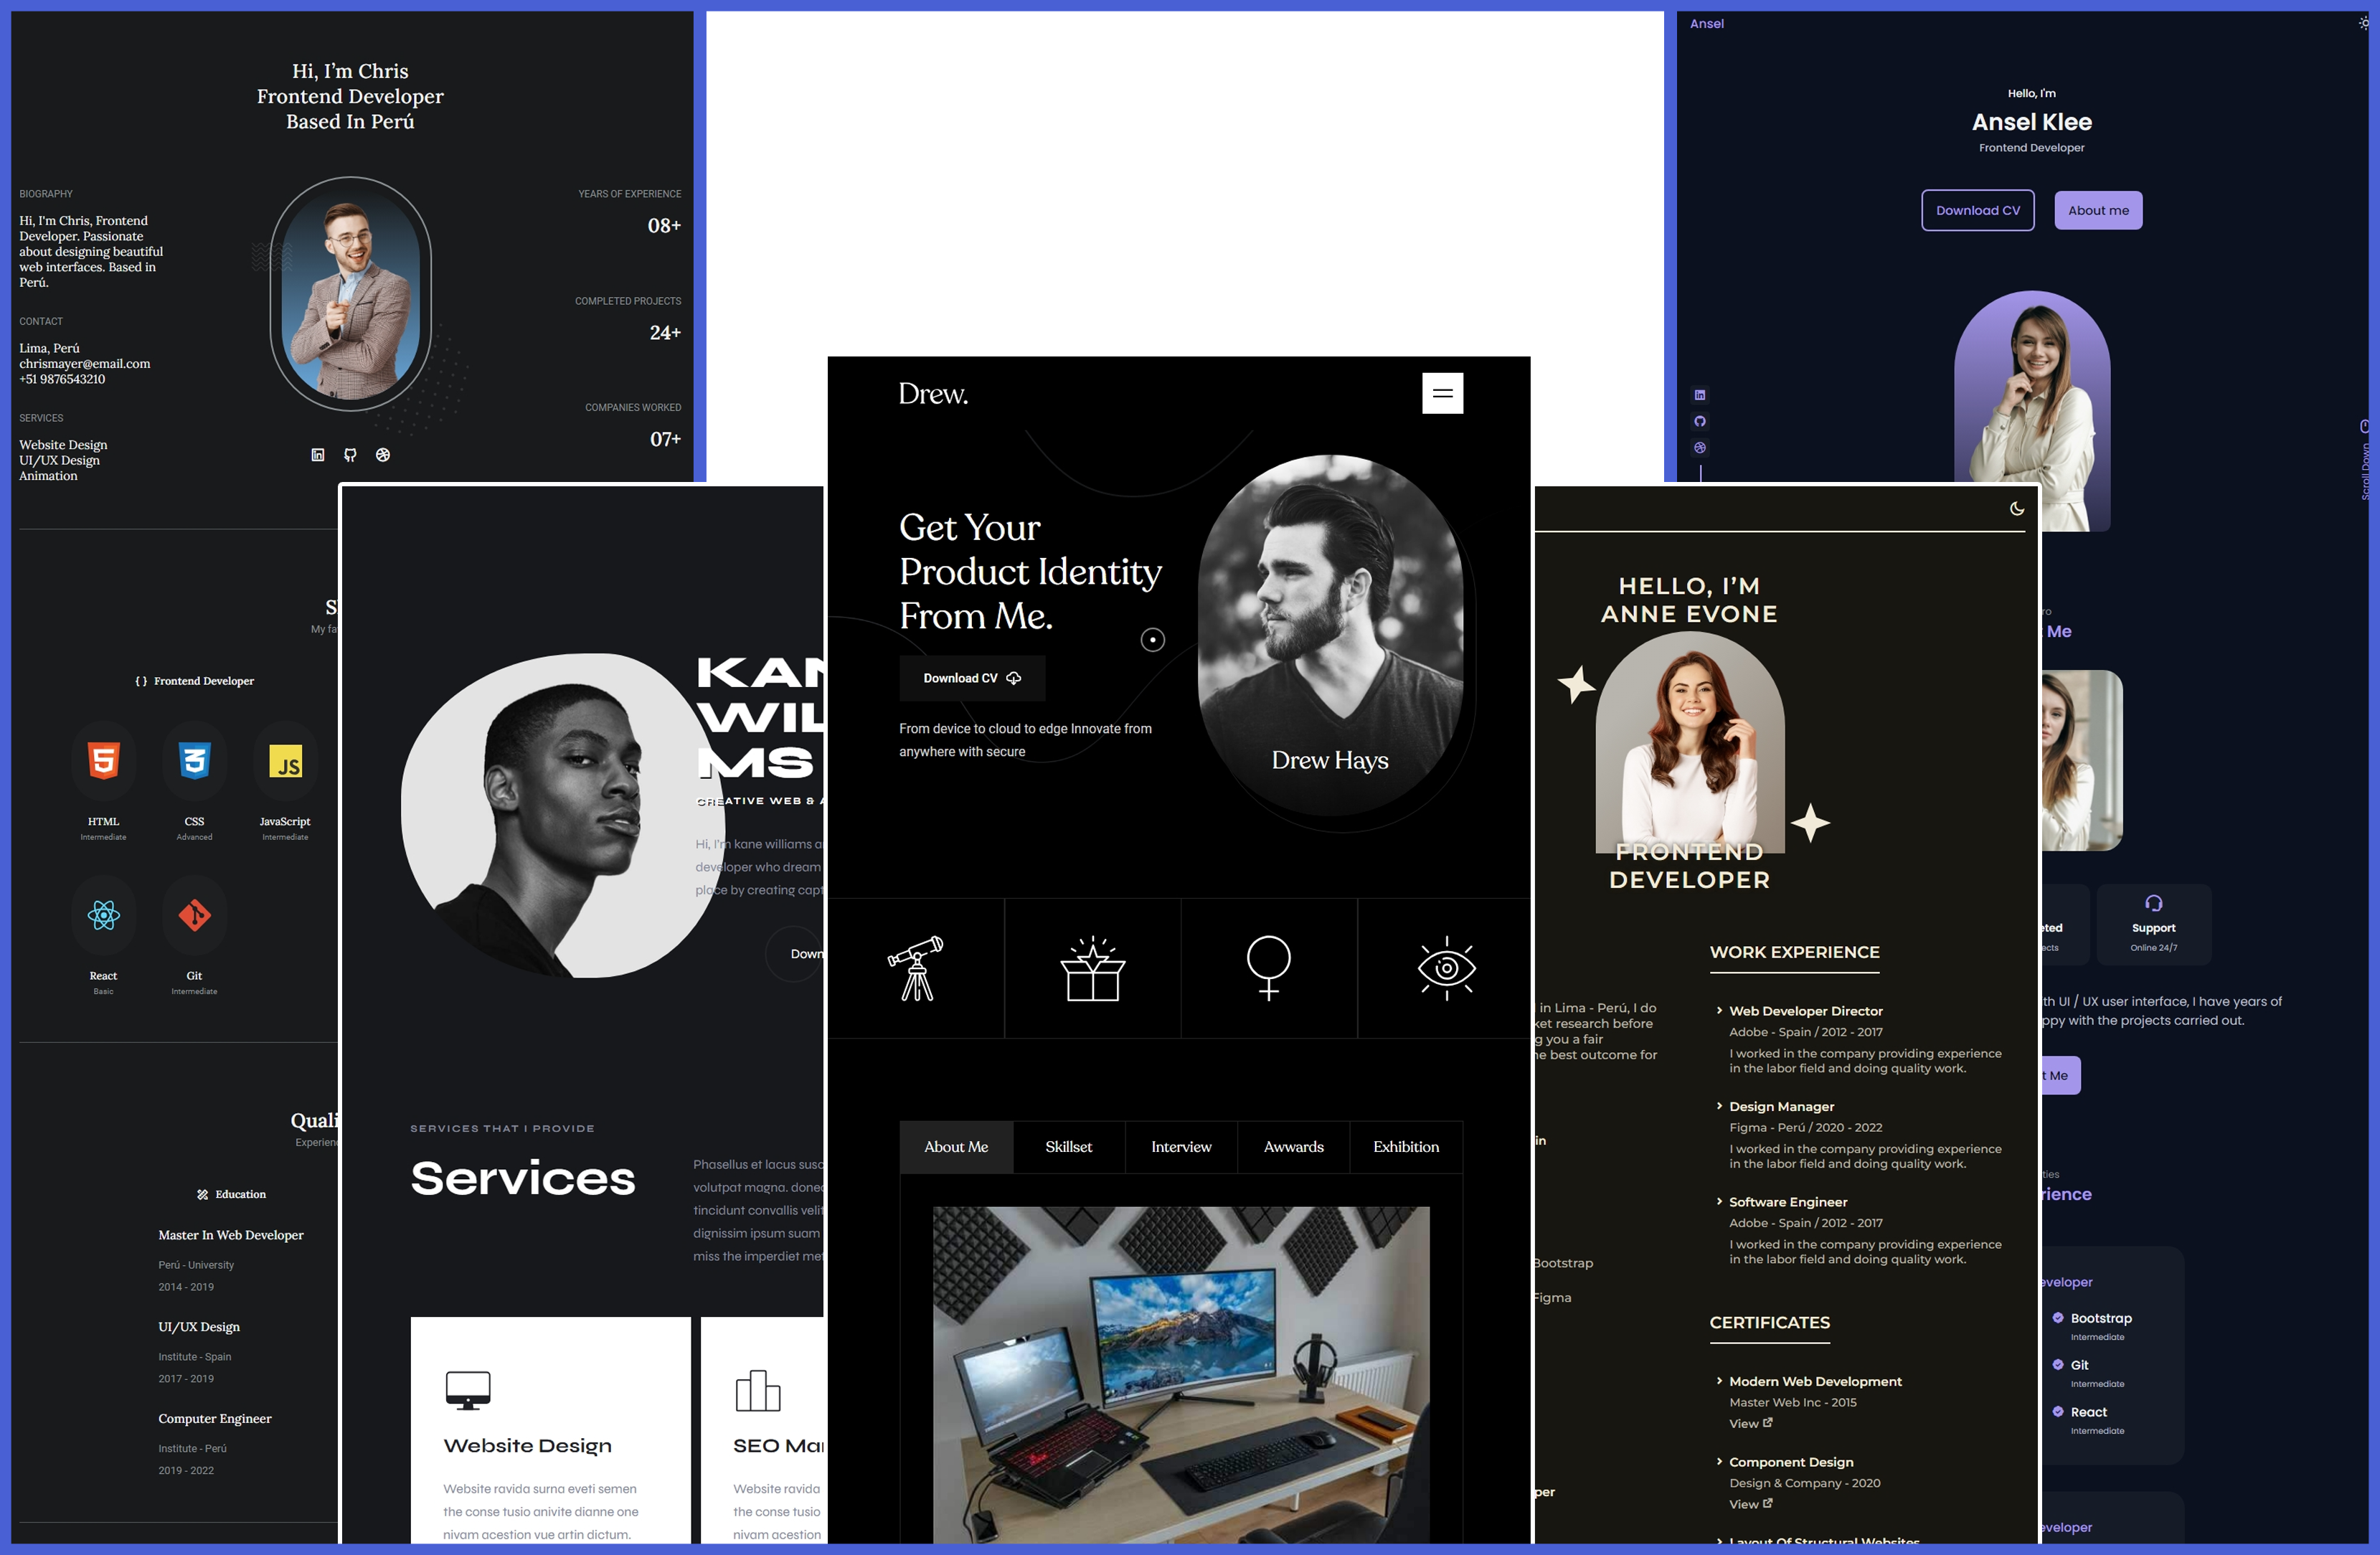 Hi, I'm Chris
Frontend Developer
Based In Perú
BIOGRAPHY
Hi, I'm Chris, Frontend
Developer. Passionate
about designing beautiful
web interfaces. Based in
Perú.
CONTACT
Lima, Perú
chrismayer@email.com
+51 9876543210
SERVICES
Website Design
UI/UX Design
Animation
YEARS OF EXPERIENCE
08+
COMPLETED PROJECTS
24+
COMPANIES WORKED
07+
My
{ } Frontend Developer
HTML
Intermediate
CSS
Advanced
JS
JavaScript
Intermediate
React
Basic
Git
Intermediate
Education
Master In Web Developer
Perú - University
2014 - 2019
UI/UX Design
Institute - Spain
2017 - 2019
Computer Engineer
Institute - Perú
2019 - 2022
KAN
WIL
MS
CREATIVE WEB &
Hi, I'm kane williams
developer who dream
place by creating
Down
SERVICES THAT I PROVIDE
Services
Phasellus et lacus
volutpat magna.
tincidunt convallis
dignissim ipsum suam
miss the imperdiet
Website Design
Website ravida surna eveti semen
the conse tusio anivite dianne one
nivam acestion vue artin dictum.
SEO
Website ravida
the conse tusio
nivam acestion
Drew.
Get Your
Product Identity
From Me.
Download CV
From device to cloud to edge Innovate from
anywhere with secure
Drew Hays
About Me
Skillset
Interview
Awwards
Exhibition
HELLO, I'M
ANNE EVONE
FRONTEND
DEVELOPER
in Lima - Perú, I do
ket research before
g you a fair
he best outcome for
in
Bootstrap
Figma
per
WORK EXPERIENCE
Web Developer Director
Adobe - Spain / 2012 - 2017
I worked in the company providing experience
in the labor field and doing quality work.
Design Manager
Figma - Perú / 2020 - 2022
I worked in the company providing experience
in the labor field and doing quality work.
Software Engineer
Adobe - Spain / 2012 - 2017
I worked in the company providing experience
in the labor field and doing quality work.
CERTIFICATES
Modern Web Development
Master Web Inc - 2015
View
Component Design
Design & Company - 2020
View
Layout Of Structural Websites
Ansel
Hello, I'm
Ansel Klee
Frontend Developer
Download CV
About me
Scroll Down
Me
Support
Online 24/7
th UI / UX user interface, I have years of
ppy with the projects carried out.
t Me
rience
eveloper
Bootstrap
Intermediate
Git
Intermediate
React
Intermediate
eveloper